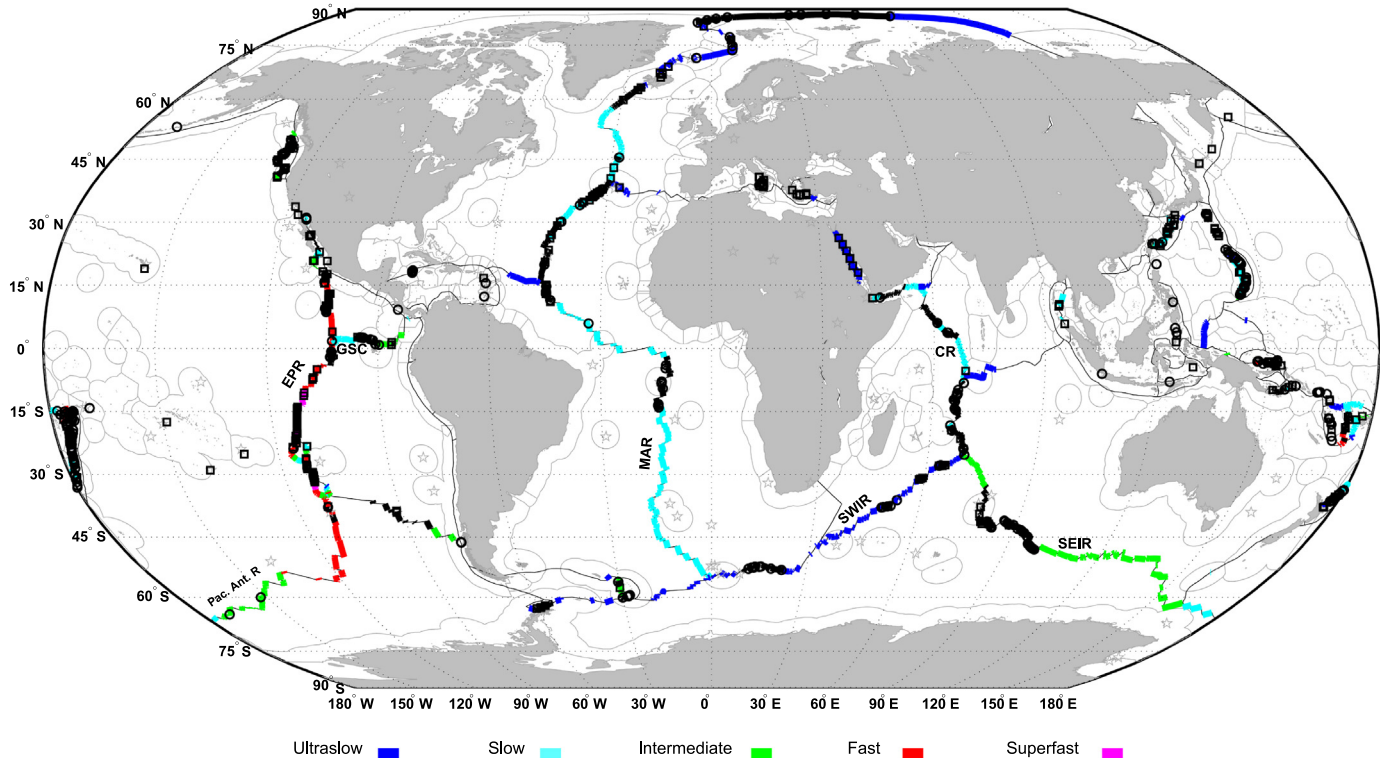 90° N
75° N
60° N
45° N
30° N
15° N
0°
15° S
30° S
45° S
60° S
75° S
90° S
GSC
EPR
CR
MAR
SWIR
SEIR
Pac. Ant. R
180° W 150° W 120° W 90° W 60° W 30° W 0° 30 E 60 E 90 E 120 E 150 E 180 E
Ultraslow Slow Intermediate Fast Superfast